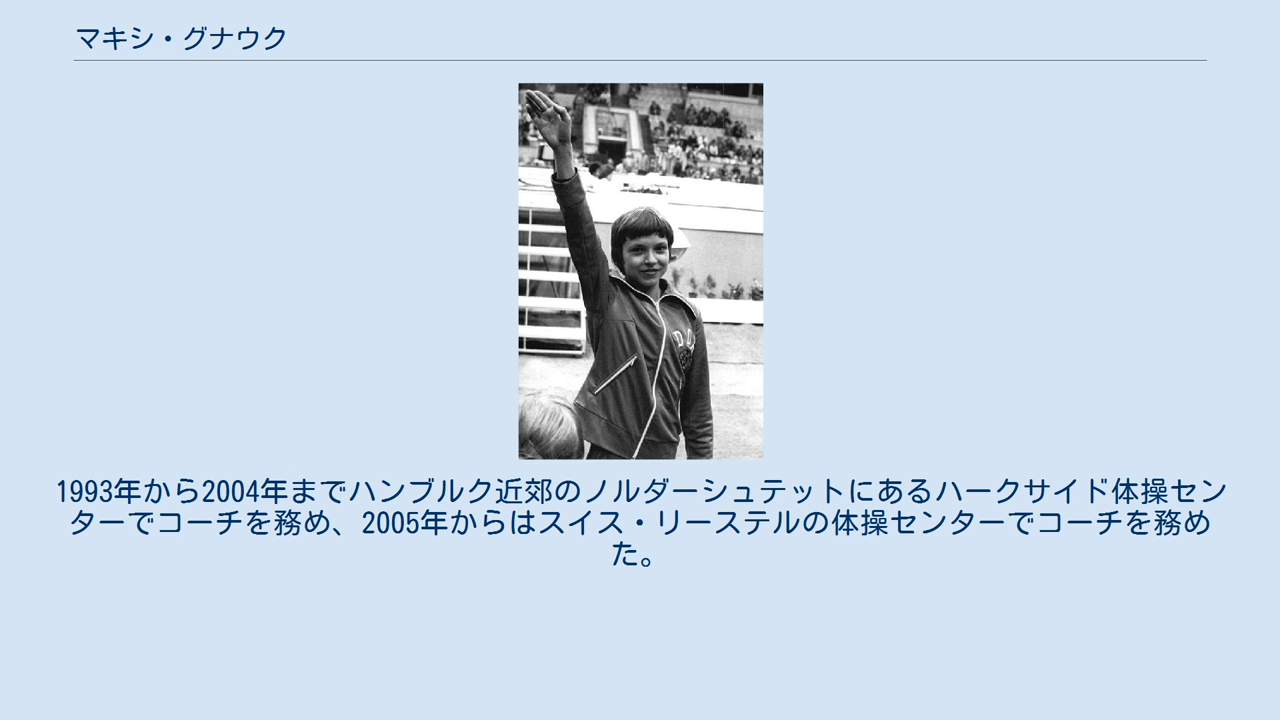 マキシ・グナウク
DD
1993年から2004年までハンブルク近郊のノルダーシュテットにあるハークサイド体操セン
ターでコーチを務め、2005年からはスイス・リーステルの体操センターでコーチを務め
た。